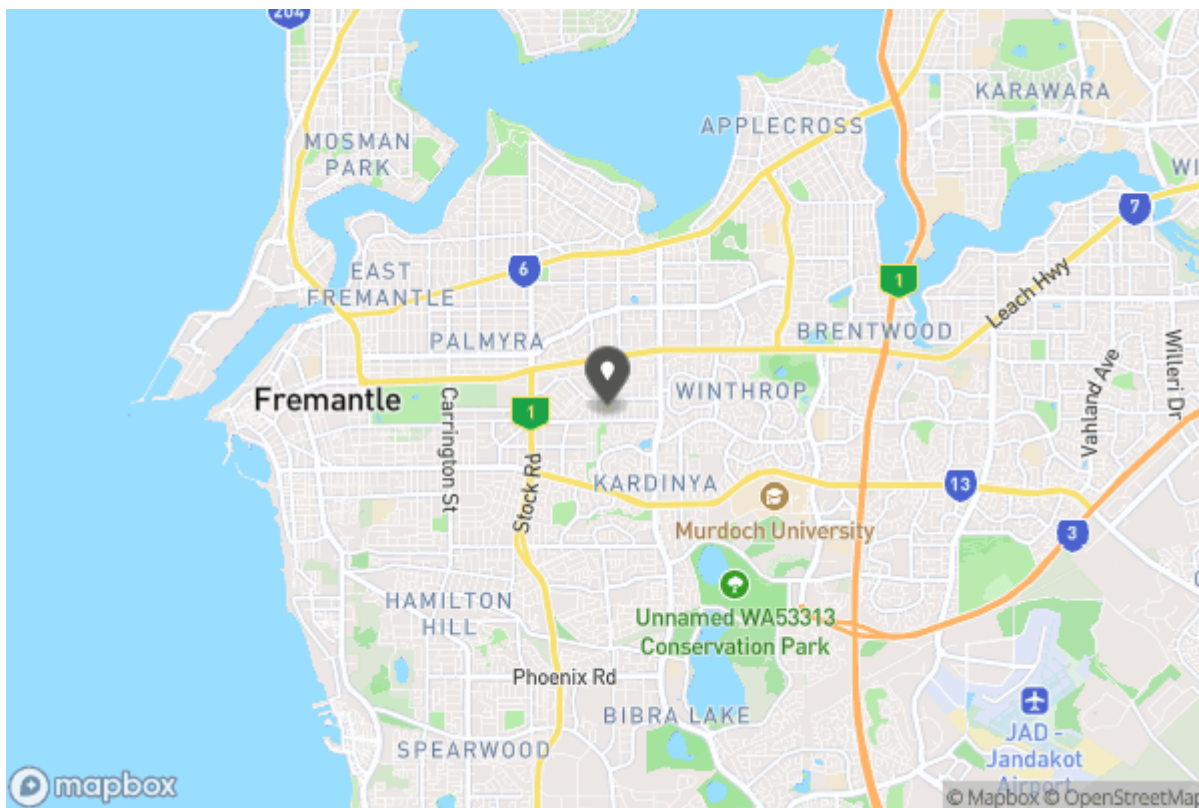 204
KARAWARA
APPLECROSS
MOSMAN
PARK
WI
7
EAST
FREMANTLE
6
1
Leach Hwy
PALMYRA
BRENTWOOD
WINTHROP
Fremantle
1
Carrington St
Stock Rd
Vahland Ave
Willeri Dr
KARDINYA
13
Murdoch University
3
HAMILTON
HILL
Unnamed WA53313
Conservation Park
Phoenix Rd
BIBRA LAKE
SPEARWOOD
JAD -
Jandakot
Airport
mapbox
© Mapbox © OpenStreetMap